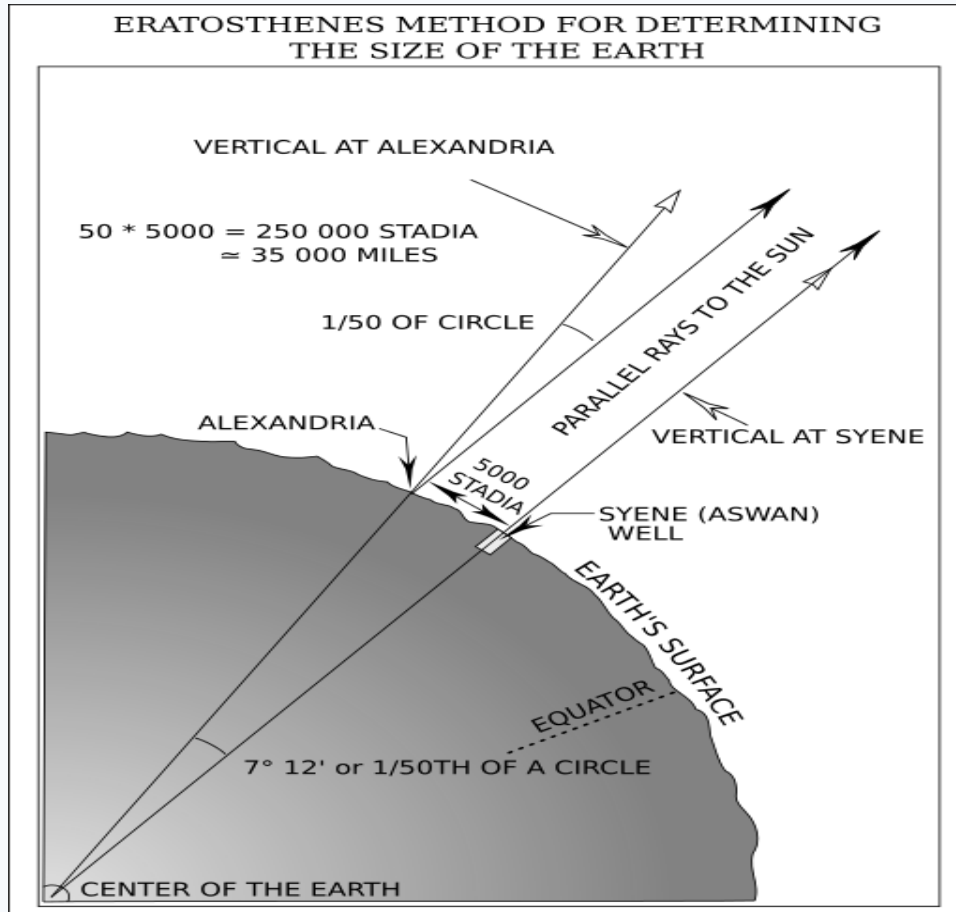 ERATOSTHENES METHOD FOR DETERMINING
THE SIZE OF THE EARTH
VERTICAL AT ALEXANDRIA
50 * 5000 = 250 000 STADIA
≃ 35 000 MILES
1/50 OF CIRCLE
PARALLEL RAYS TO THE SUN
ALEXANDRIA
VERTICAL AT SYENE
5000
STADIA
SYENE (ASWAN)
WELL
EARTH'S SURFACE
EQUATOR
7° 12' or 1/50TH OF A CIRCLE
CENTER OF THE EARTH